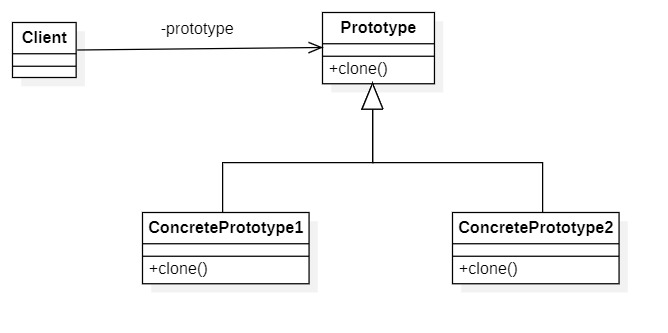 Client
-prototype
Prototype
+clone()
ConcretePrototype1
+clone()
ConcretePrototype2
+clone()